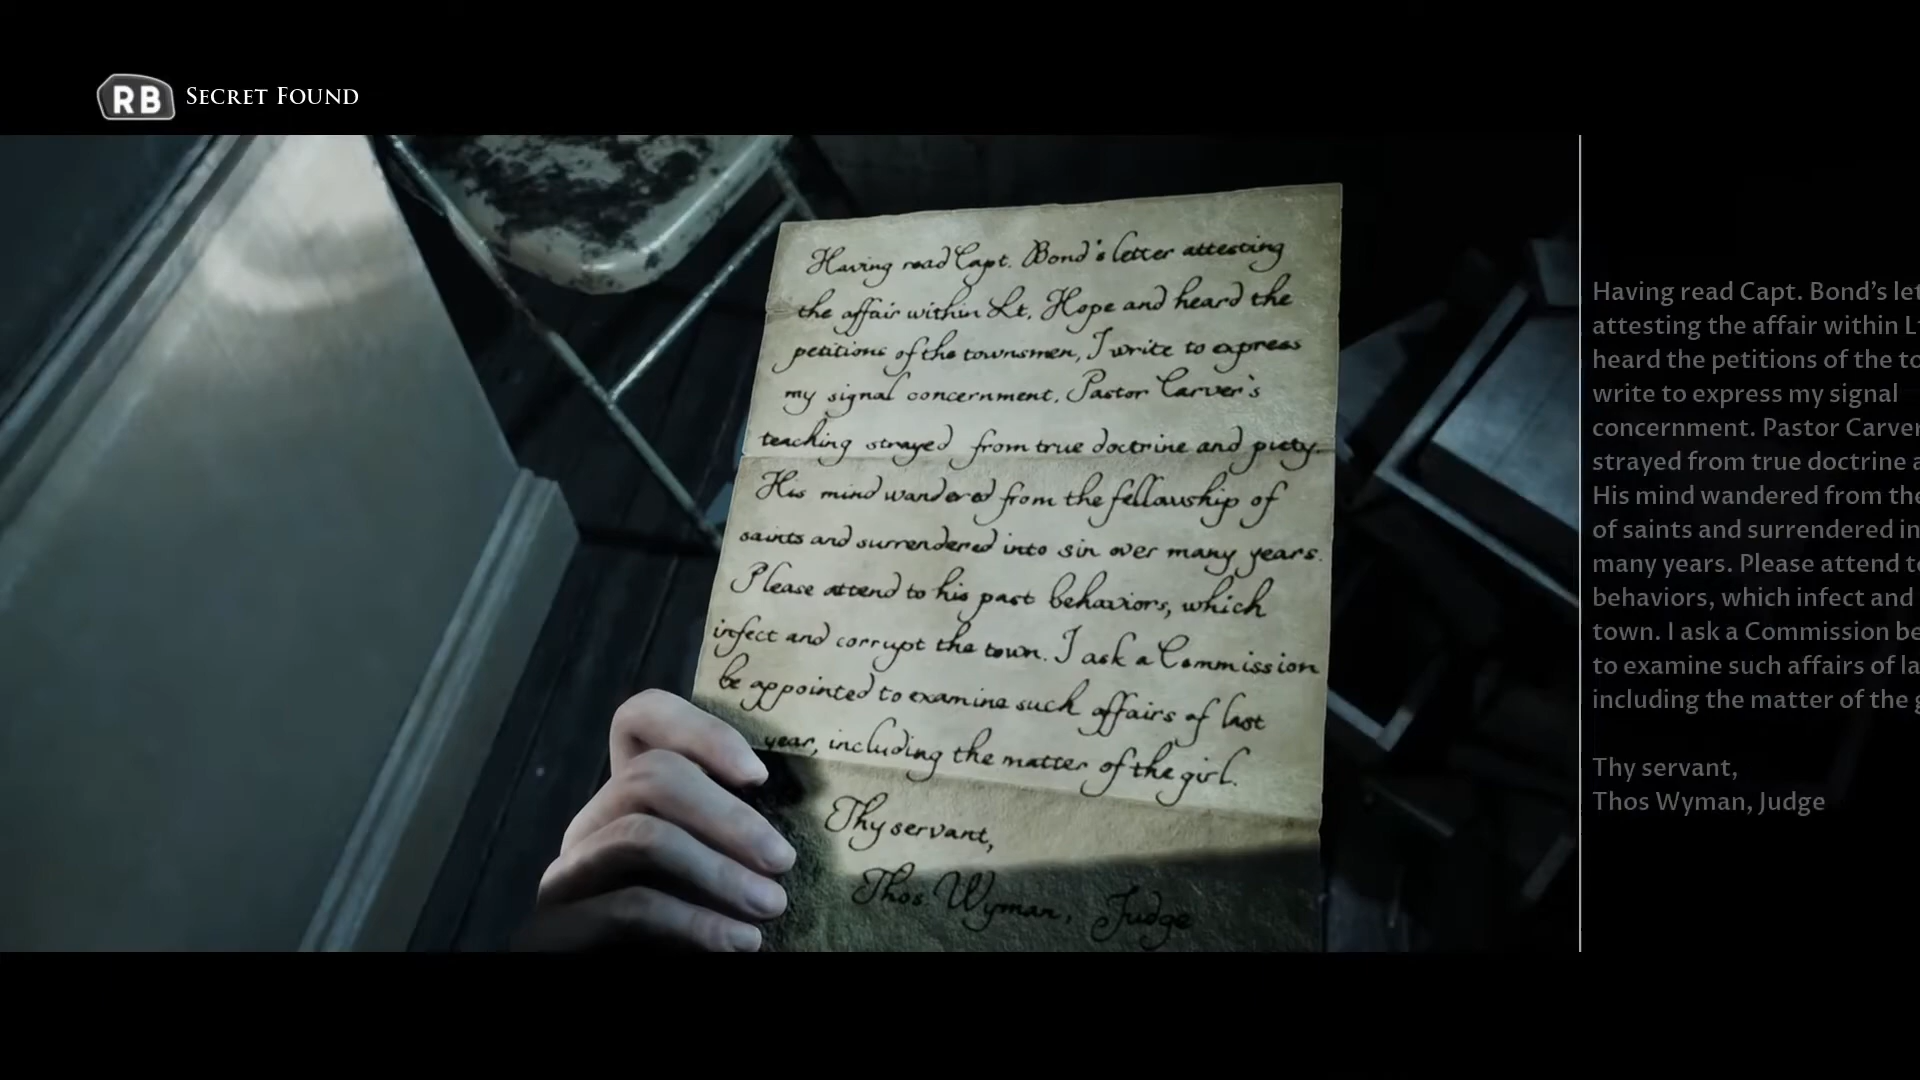 RB SECRET FOUND
Having read Capt. Bond's letter attesting
the affair within Lt. Hope and heard the
petitions of the townsmen, I write to express
my signal concernment. Pastor Carver's
teaching strayed from true doctrine and piety.
His mind wandered from the fellowship of
saints and surrendered into sin over many years.
Please attend to his past behaviors, which
infect and corrupt the town. I ask a Commission
be appointed to examine such affairs of last
year, including the matter of the girl.
Thy servant,
Thos Wyman, Judge
Having read Capt. Bond's let
attesting the affair within L
heard the petitions of the to
write to express my signal
concernment. Pastor Carver
strayed from true doctrine a
His mind wandered from the
of saints and surrendered in
many years. Please attend to
behaviors, which infect and
town. I ask a Commission be
to examine such affairs of la
including the matter of the g
Thy servant,
Thos Wyman, Judge